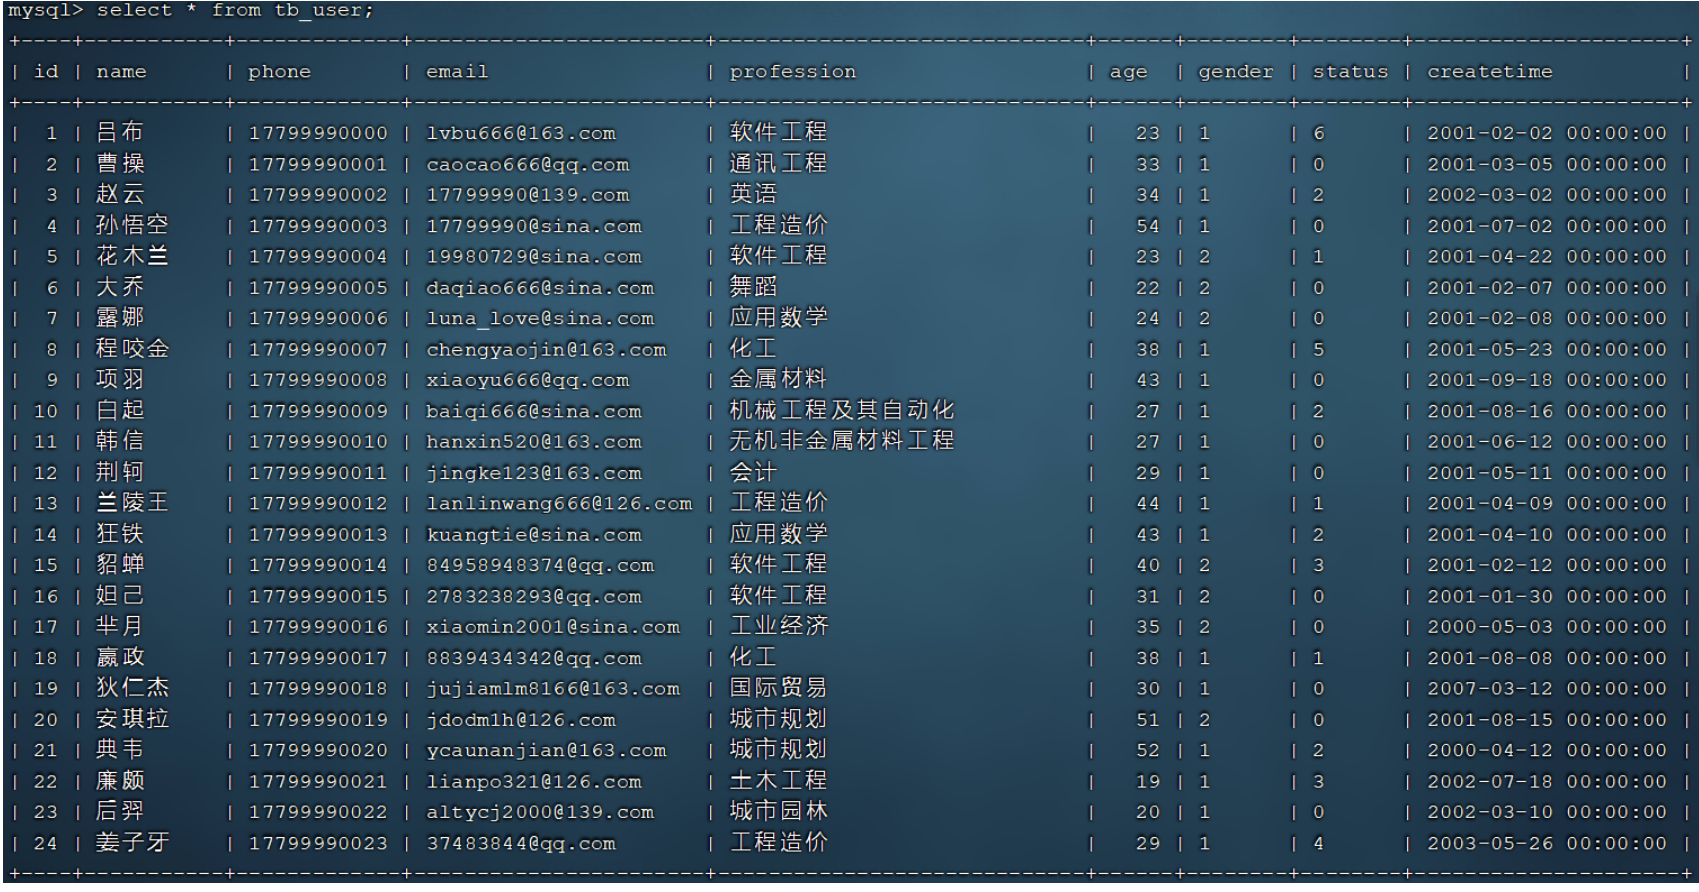 mysql> select * from tb_user;
+----+-----------+-------------+----------------------+-----------------------------+------+--------+--------+---------------------+
| id | name | phone | email | profession | age | gender | status | createtime |
+----+-----------+-------------+----------------------+-----------------------------+------+--------+--------+---------------------+
| 1 | 吕布 | 17799990000 | lvbu666@163.com | 软件工程 | 23 | 1 | 6 | 2001-02-02 00:00:00 |
| 2 | 曹操 | 17799990001 | caocao666@qq.com | 通讯工程 | 33 | 1 | 0 | 2001-03-05 00:00:00 |
| 3 | 赵云 | 17799990002 | 17799990@139.com | 英语 | 34 | 1 | 2 | 2002-03-02 00:00:00 |
| 4 | 孙悟空 | 17799990003 | 17799990@sina.com | 工程造价 | 54 | 1 | 0 | 2001-07-02 00:00:00 |
| 5 | 花木兰 | 17799990004 | 19980729@sina.com | 软件工程 | 23 | 2 | 1 | 2001-04-22 00:00:00 |
| 6 | 大乔 | 17799990005 | daqiao666@sina.com | 舞蹈 | 22 | 2 | 0 | 2001-02-07 00:00:00 |
| 7 | 露娜 | 17799990006 | luna_love@sina.com | 应用数学 | 24 | 2 | 0 | 2001-02-08 00:00:00 |
| 8 | 程咬金 | 17799990007 | chengyaojin@163.com | 化工 | 38 | 1 | 5 | 2001-05-23 00:00:00 |
| 9 | 项羽 | 17799990008 | xiaoyu666@qq.com | 金属材料 | 43 | 1 | 0 | 2001-09-18 00:00:00 |
| 10 | 白起 | 17799990009 | baiqi666@sina.com | 机械工程及其自动化 | 27 | 1 | 2 | 2001-08-16 00:00:00 |
| 11 | 韩信 | 17799990010 | hanxin520@163.com | 无机非金属材料工程 | 27 | 1 | 0 | 2001-06-12 00:00:00 |
| 12 | 荆轲 | 17799990011 | jingke123@163.com | 会计 | 29 | 1 | 0 | 2001-05-11 00:00:00 |
| 13 | 兰陵王 | 17799990012 | lanlinwang666@126.com | 工程造价 | 44 | 1 | 1 | 2001-04-09 00:00:00 |
| 14 | 狂铁 | 17799990013 | kuangtie@sina.com | 应用数学 | 43 | 1 | 2 | 2001-04-10 00:00:00 |
| 15 | 貂蝉 | 17799990014 | 84958948374@qq.com | 软件工程 | 40 | 2 | 3 | 2001-02-12 00:00:00 |
| 16 | 妲己 | 17799990015 | 2783238293@qq.com | 软件工程 | 31 | 2 | 0 | 2001-01-30 00:00:00 |
| 17 | 芈月 | 17799990016 | xiaomin2001@sina.com | 工业经济 | 35 | 2 | 0 | 2000-05-03 00:00:00 |
| 18 | 嬴政 | 17799990017 | 8839434342@qq.com | 化工 | 38 | 1 | 1 | 2001-08-08 00:00:00 |
| 19 | 狄仁杰 | 17799990018 | jujiamlm8166@163.com | 国际贸易 | 30 | 1 | 0 | 2007-03-12 00:00:00 |
| 20 | 安琪拉 | 17799990019 | jdodm1h@126.com | 城市规划 | 51 | 2 | 0 | 2001-08-15 00:00:00 |
| 21 | 典韦 | 17799990020 | ycaunanjian@163.com | 城市规划 | 52 | 1 | 2 | 2000-04-12 00:00:00 |
| 22 | 廉颇 | 17799990021 | lianpo321@126.com | 土木工程 | 19 | 1 | 3 | 2002-07-18 00:00:00 |
| 23 | 后羿 | 17799990022 | altycj2000@139.com | 城市园林 | 20 | 1 | 0 | 2002-03-10 00:00:00 |
| 24 | 姜子牙 | 17799990023 | 37483844@qq.com | 工程造价 | 29 | 1 | 4 | 2003-05-26 00:00:00 |
+----+-----------+-------------+----------------------+-----------------------------+------+--------+--------+---------------------+